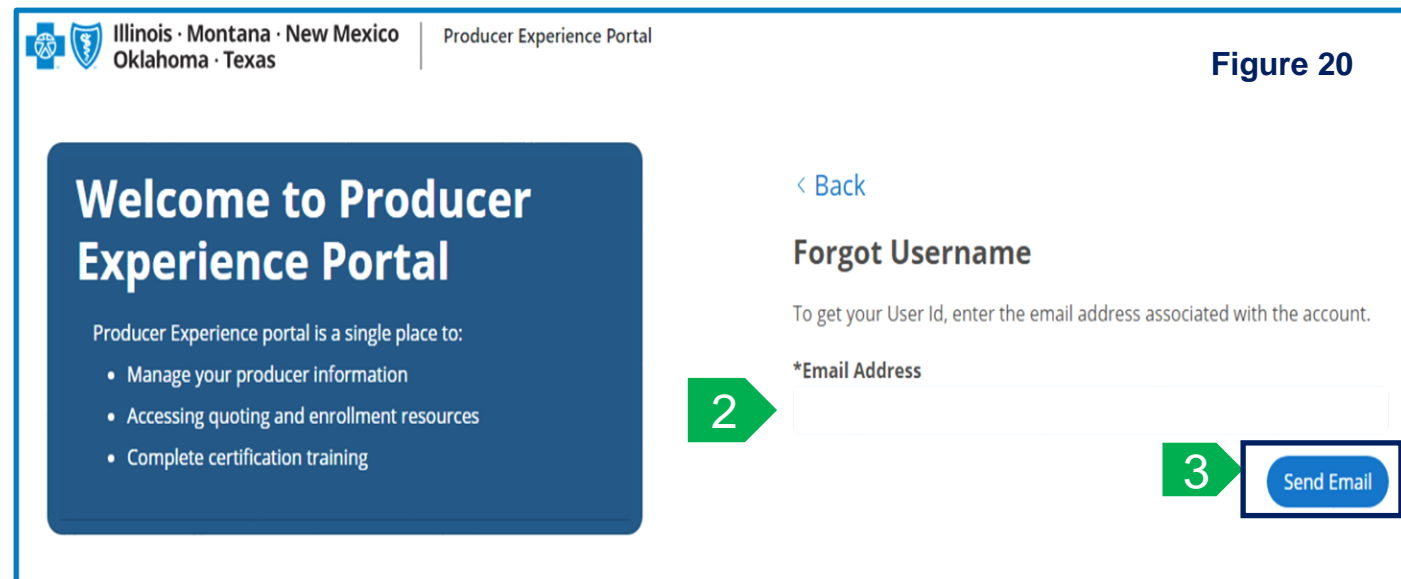 Illinois · Montana · New Mexico
Oklahoma · Texas
Producer Experience Portal
Figure 20
Welcome to Producer
Experience Portal
Producer Experience portal is a single place to:
• Manage your producer information
• Accessing quoting and enrollment resources
• Complete certification training
< Back
Forgot Username
To get your User Id, enter the email address associated with the account.
*Email Address
2
3
Send Email